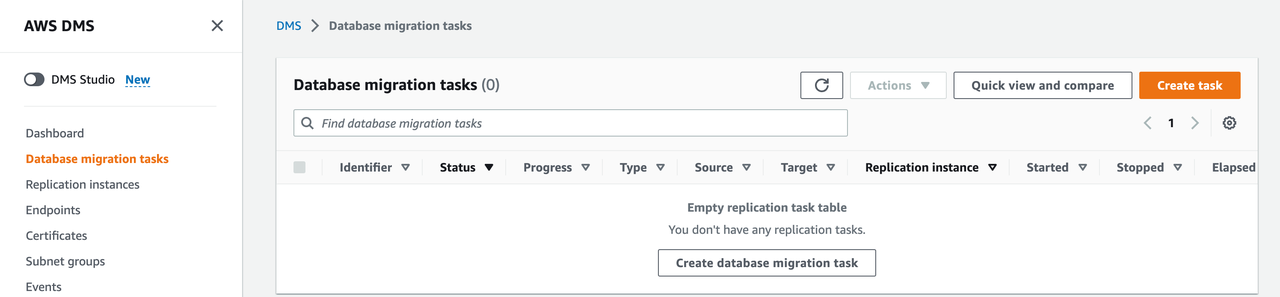 AWS DMS
DMS Studio New
Dashboard
Database migration tasks
Replication instances
Endpoints
Certificates
Subnet groups
Events
DMS > Database migration tasks
Database migration tasks (0)
Actions
Quick view and compare
Create task
Find database migration tasks
1
Identifier Status Progress Type Source Target Replication instance Started Stopped Elapsed
Empty replication task table
You don't have any replication tasks.
Create database migration task